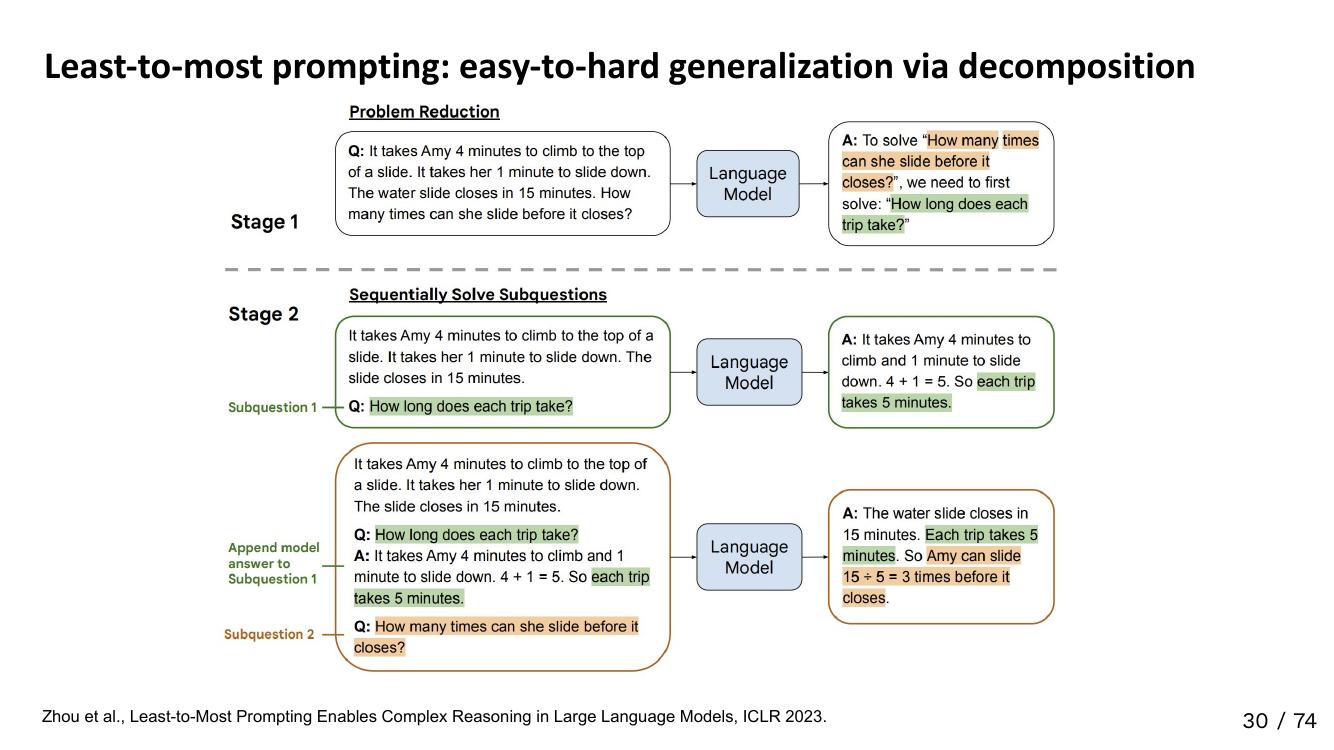 Least-to-most prompting: easy-to-hard generalization via decomposition
Problem Reduction
Q: It takes Amy 4 minutes to climb to the top
of a slide. It takes her 1 minute to slide down.
The water slide closes in 15 minutes. How
many times can she slide before it closes?
Language
Model
A: To solve “How many times
can she slide before it
closes?”, we need to first
solve: “How long does each
trip take?”
Stage 1
Stage 2
Sequentially Solve Subquestions
It takes Amy 4 minutes to climb to the top of a
slide. It takes her 1 minute to slide down. The
slide closes in 15 minutes.
Subquestion 1
Q: How long does each trip take?
Language
Model
A: It takes Amy 4 minutes to
climb and 1 minute to slide
down. 4 + 1 = 5. So each trip
takes 5 minutes.
It takes Amy 4 minutes to climb to the top of
a slide. It takes her 1 minute to slide down.
The slide closes in 15 minutes.
Q: How long does each trip take?
Append model
answer to
Subquestion 1
A: It takes Amy 4 minutes to climb and 1
minute to slide down. 4 + 1 = 5. So each trip
takes 5 minutes.
Subquestion 2
Q: How many times can she slide before it
closes?
Language
Model
A: The water slide closes in
15 minutes. Each trip takes 5
minutes. So Amy can slide
15 ÷ 5 = 3 times before it
closes.
Zhou et al., Least-to-Most Prompting Enables Complex Reasoning in Large Language Models, ICLR 2023.
30 / 74